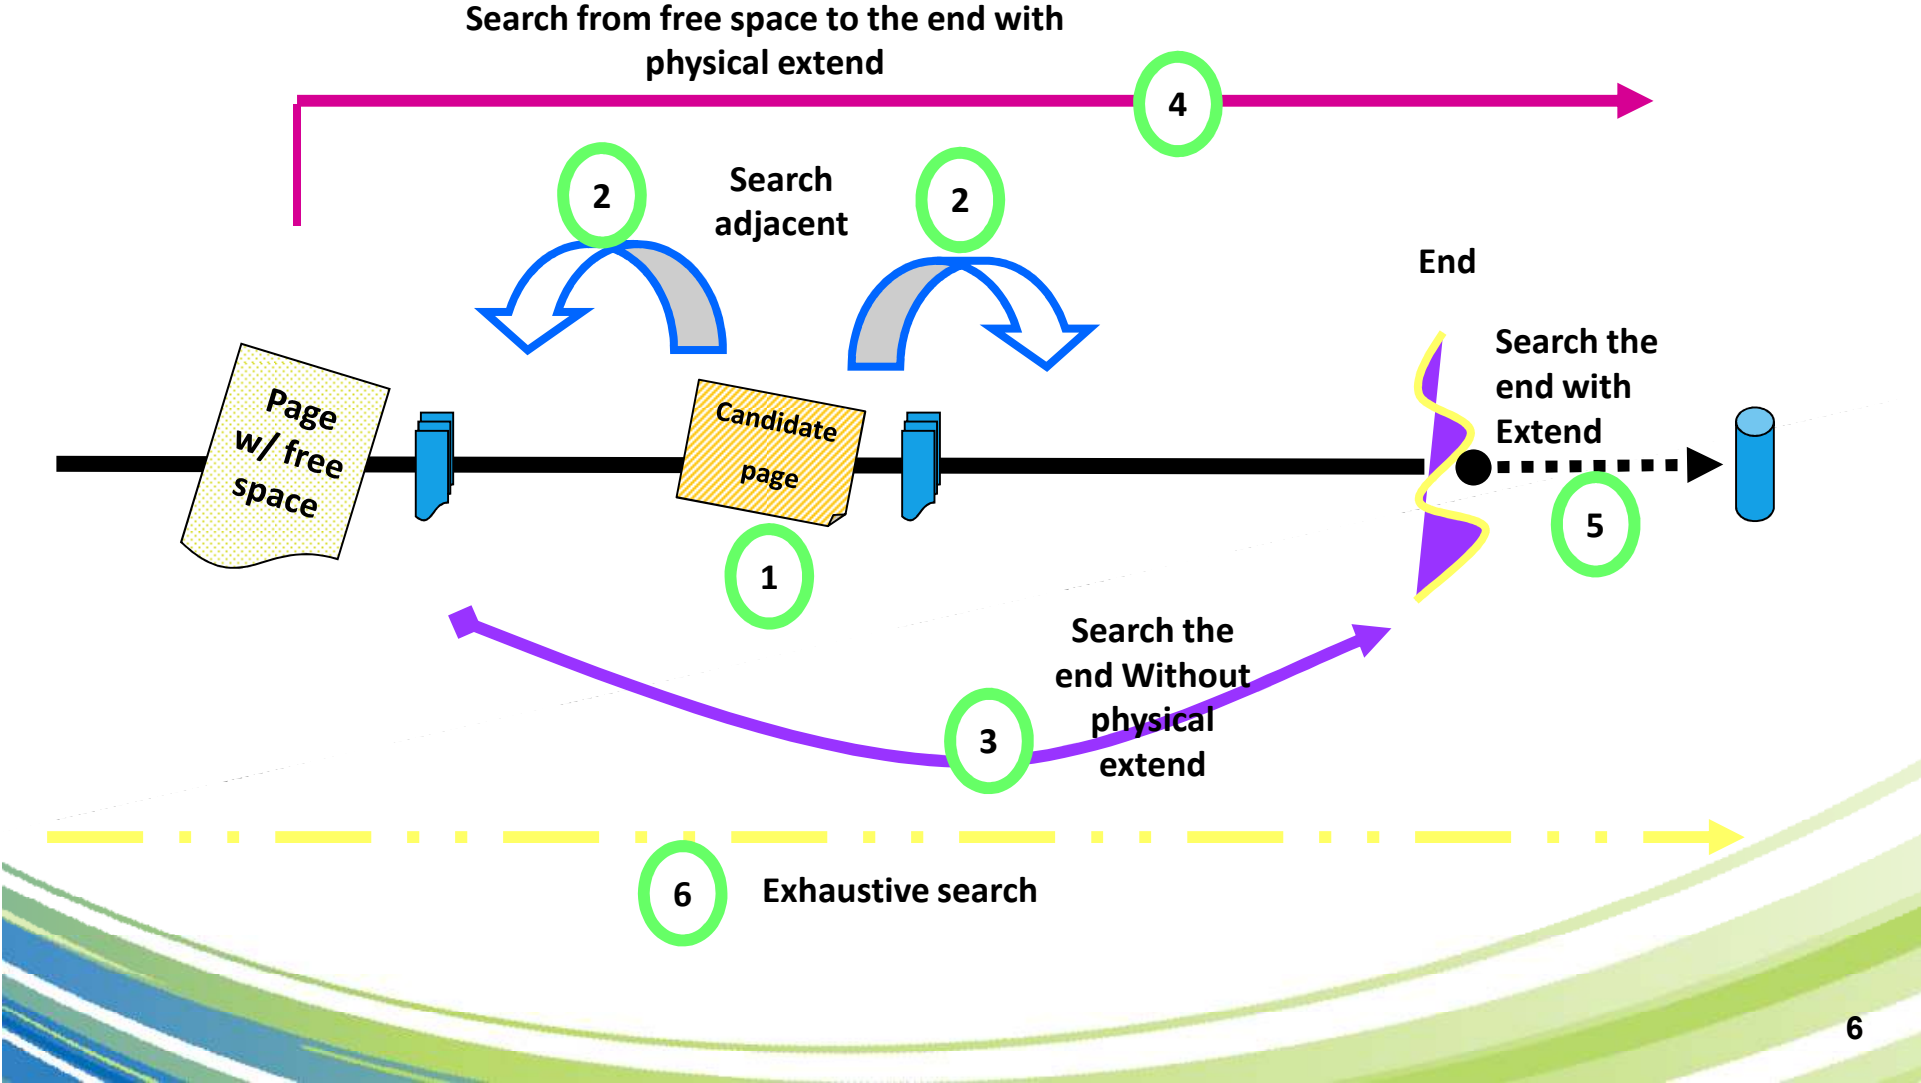 Search from free space to the end with
physical extend
4
2
Search
adjacent
2
End
Search the
end with
Extend
Page
w/ free
space
Candidate
page
5
1
Search the
end Without
physical
extend
3
6
Exhaustive search
6